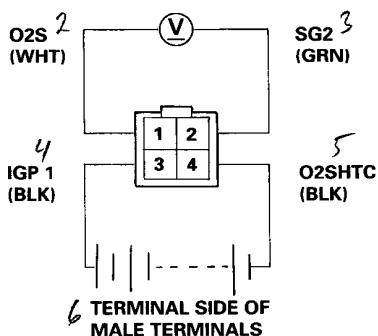 O2S 2
(WHT)
V
SG2 3
(GRN)
1 2
3 4
4
IGP 1
(BLK)
5
O2SHTC
(BLK)
6 TERMINAL SIDE OF
MALE TERMINALS